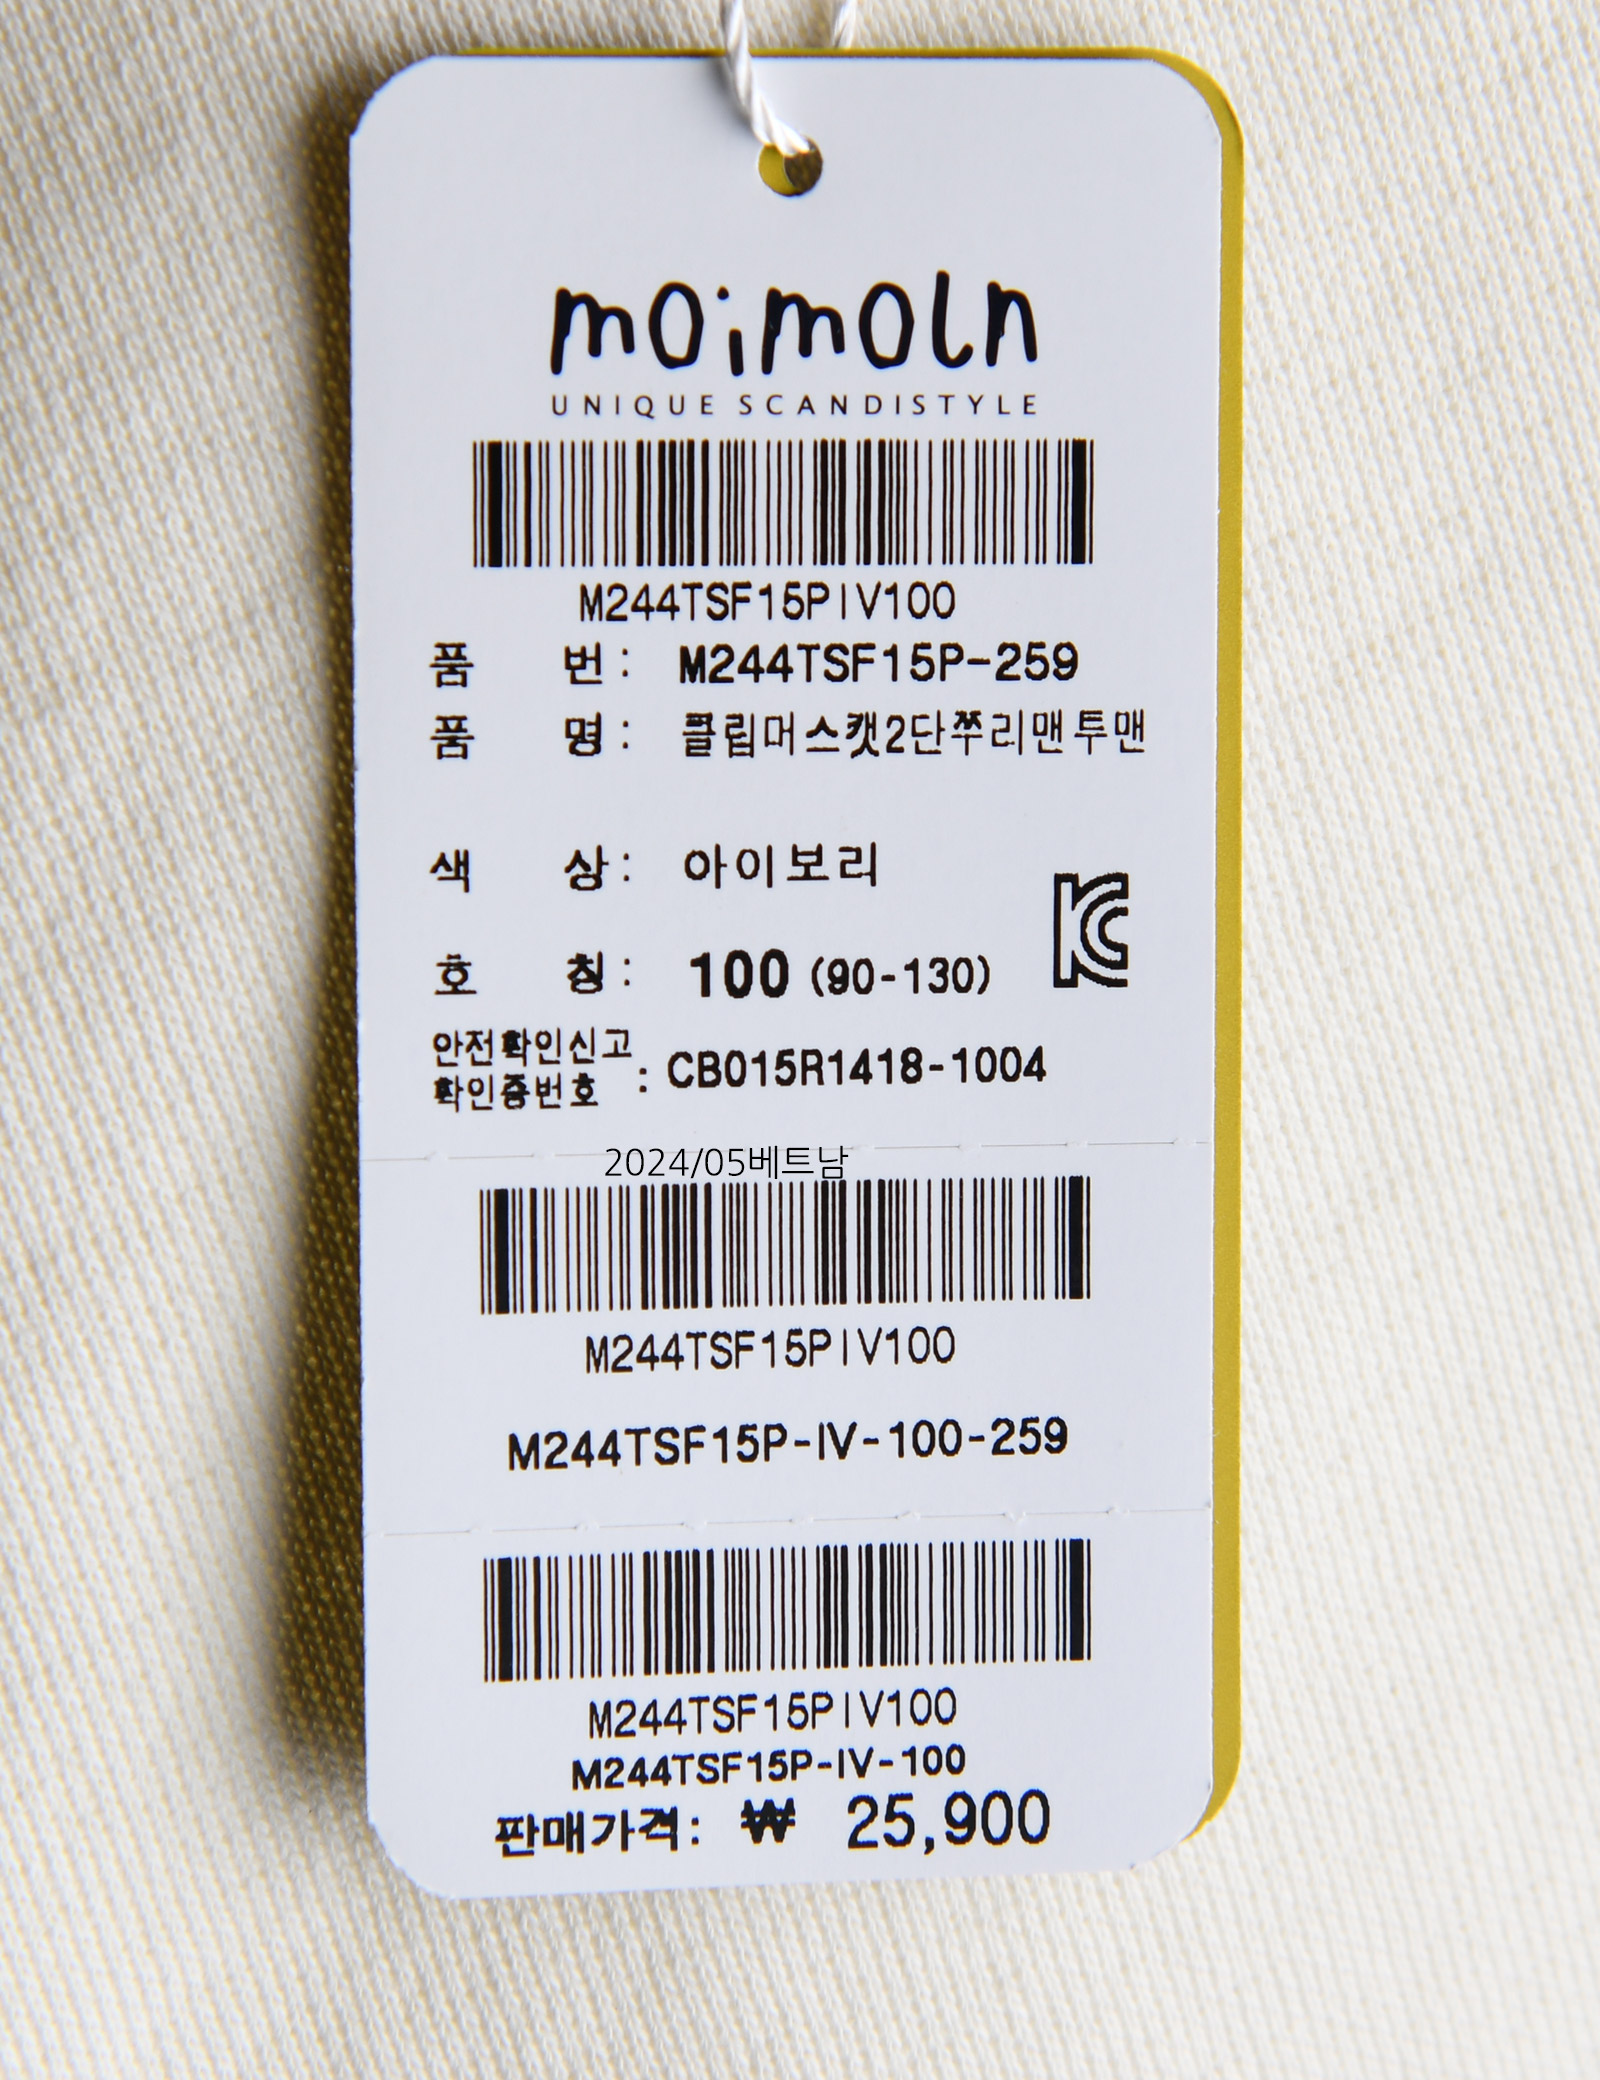 moimoln
UNIQUE SCANDISTYLE
M244TSF15PIV100
품 번 : M244TSF15P-259
품 명 : 클립머스캣2단쭈리맨투맨
색 상 : 아이보리
호 칭 : 100 (90-130)
KC
안전확인신고
확인증번호 : CB015R1418-1004
2024/05베트남
M244TSF15PIV100
M244TSF15P-IV-100-259
M244TSF15PIV100
M244TSF15P-IV-100
판매가격: ₩ 25,900